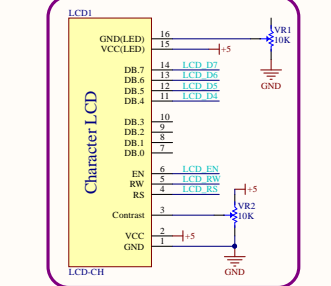 LCD1
GND(LED) 16
VCC(LED) 15 +5
VR1
10K
GND
DB.7 14 LCD_D7
DB.6 13 LCD_D6
DB.5 12 LCD_D5
DB.4 11 LCD_D4
DB.3 10
DB.2 9
DB.1 8
DB.0 7
Character LCD
EN 6 LCD_EN
RW 5 LCD_RW
RS 4 LCD_RS
+5
VR2
10K
Contrast 3
VCC 2 +5
GND 1
GND
LCD-CH